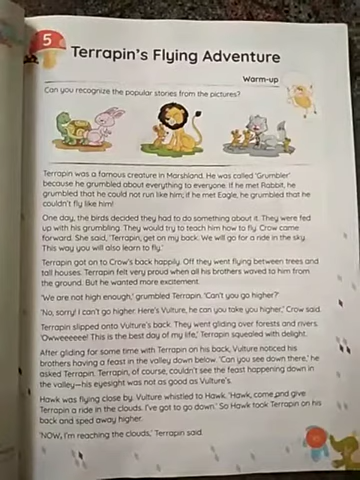 5
Terrapin's Flying Adventure
Warm-up
Can you recognize the popular stories from the pictures?
Terrapin was a famous creature in Marshland. He was called 'Grumbler'
because he grumbled about everything to everyone. If he met Rabbit, he
grumbled that he could not run like him; if he met Eagle, he grumbled that he
couldn't fly like him!
One day, the birds decided they had to do something about it. They were fed
up with his grumbling. They would try to teach him how to fly. Crow came
forward. She said, 'Terrapin, get on my back. We will go for a ride in the sky.
This way you will also learn to fly.'
Terrapin got on to Crow's back happily. Off they went flying between trees and
tall houses. Terrapin felt very proud when all his brothers waved to him from
the ground. But he wanted more excitement.
'We are not high enough,' grumbled Terrapin. 'Can't you go higher?'
'No, sorry! I can't go higher. Here's Vulture, he can take you higher,' Crow said.
Terrapin slipped onto Vulture's back. They went gliding over forests and rivers.
'Owweeeeee! This is the best day of my life,' Terrapin squealed with delight.
After gliding for some time with Terrapin on his back, Vulture noticed his
brothers having a feast in the valley down below. 'Can you see down there,' he
asked Terrapin. Terrapin, of course, couldn't see the feast happening down in
the valley—his eyesight was not as good as Vulture's.
Hawk was flying close by. Vulture whistled to Hawk. 'Hawk, come and give
Terrapin a ride in the clouds. I've got to go down.' So Hawk took Terrapin on his
back and sped away higher.
'NOW, I'm reaching the clouds,' Terrapin said.